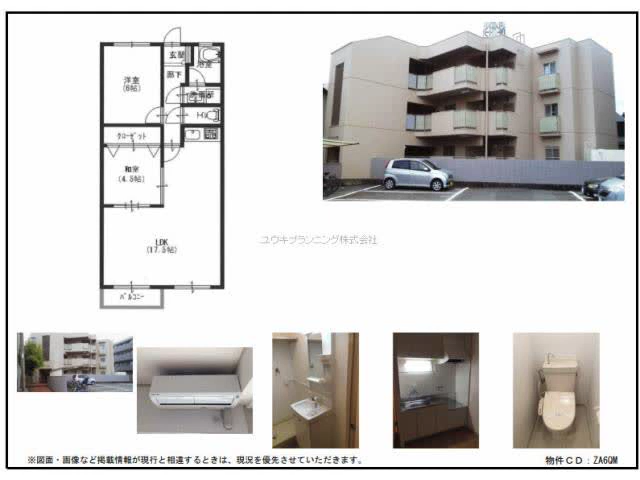 玄関
浴室
洋室
(6帖)
廊下
洗面所
トイレ
クローゼット
和室
(4.5帖)
LDK
(17.5帖)
バルコニー
ユウキプランニング株式会社
※図面・画像など掲載情報が現行と相違するときは、現況を優先させていただきます。
物件CD:ZA6QM